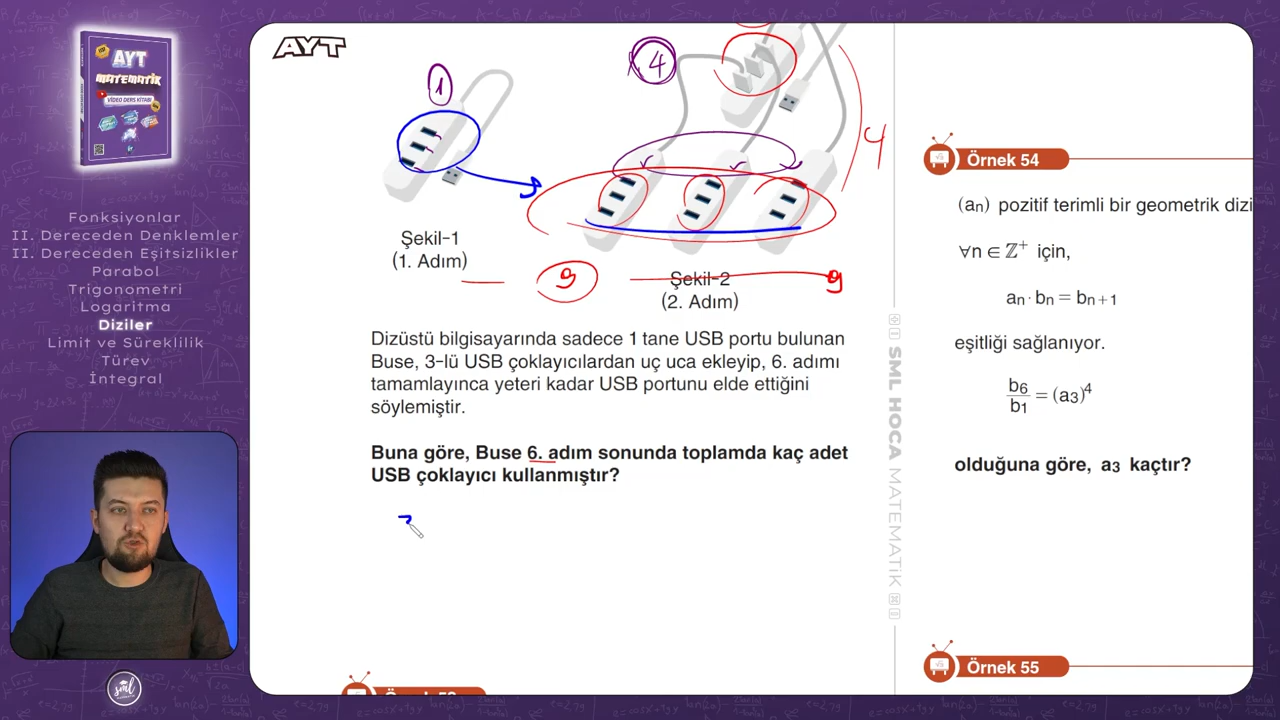 AYT
MATEMATİK
VİDEO DERS KİTABI
Fonksiyonlar
II. Dereceden Denklemler
II. Dereceden Eşitsizlikler
Parabol
Trigonometri
Logaritma
Diziler
Limit ve Süreklilik
Türev
İntegral
sml
AYT
1
4
4
Şekil-1
(1. Adım)
9
Şekil-2
(2. Adım)
9
Dizüstü bilgisayarında sadece 1 tane USB portu bulunan
Buse, 3-lü USB çoklayıcılardan uç uca ekleyip, 6. adımı
tamamlayınca yeteri kadar USB portunu elde ettiğini
söylemiştir.
Buna göre, Buse 6. adım sonunda toplamda kaç adet
USB çoklayıcı kullanmıştır?
SML HOCA MATEMATİK
Örnek 54
(an) pozitif terimli bir geometrik dizi
∀n ∈ Z+ için,
an · bn = bn+1
eşitliği sağlanıyor.
b6/b1 = (a3)4
olduğuna göre, a3 kaçtır?
Örnek 55